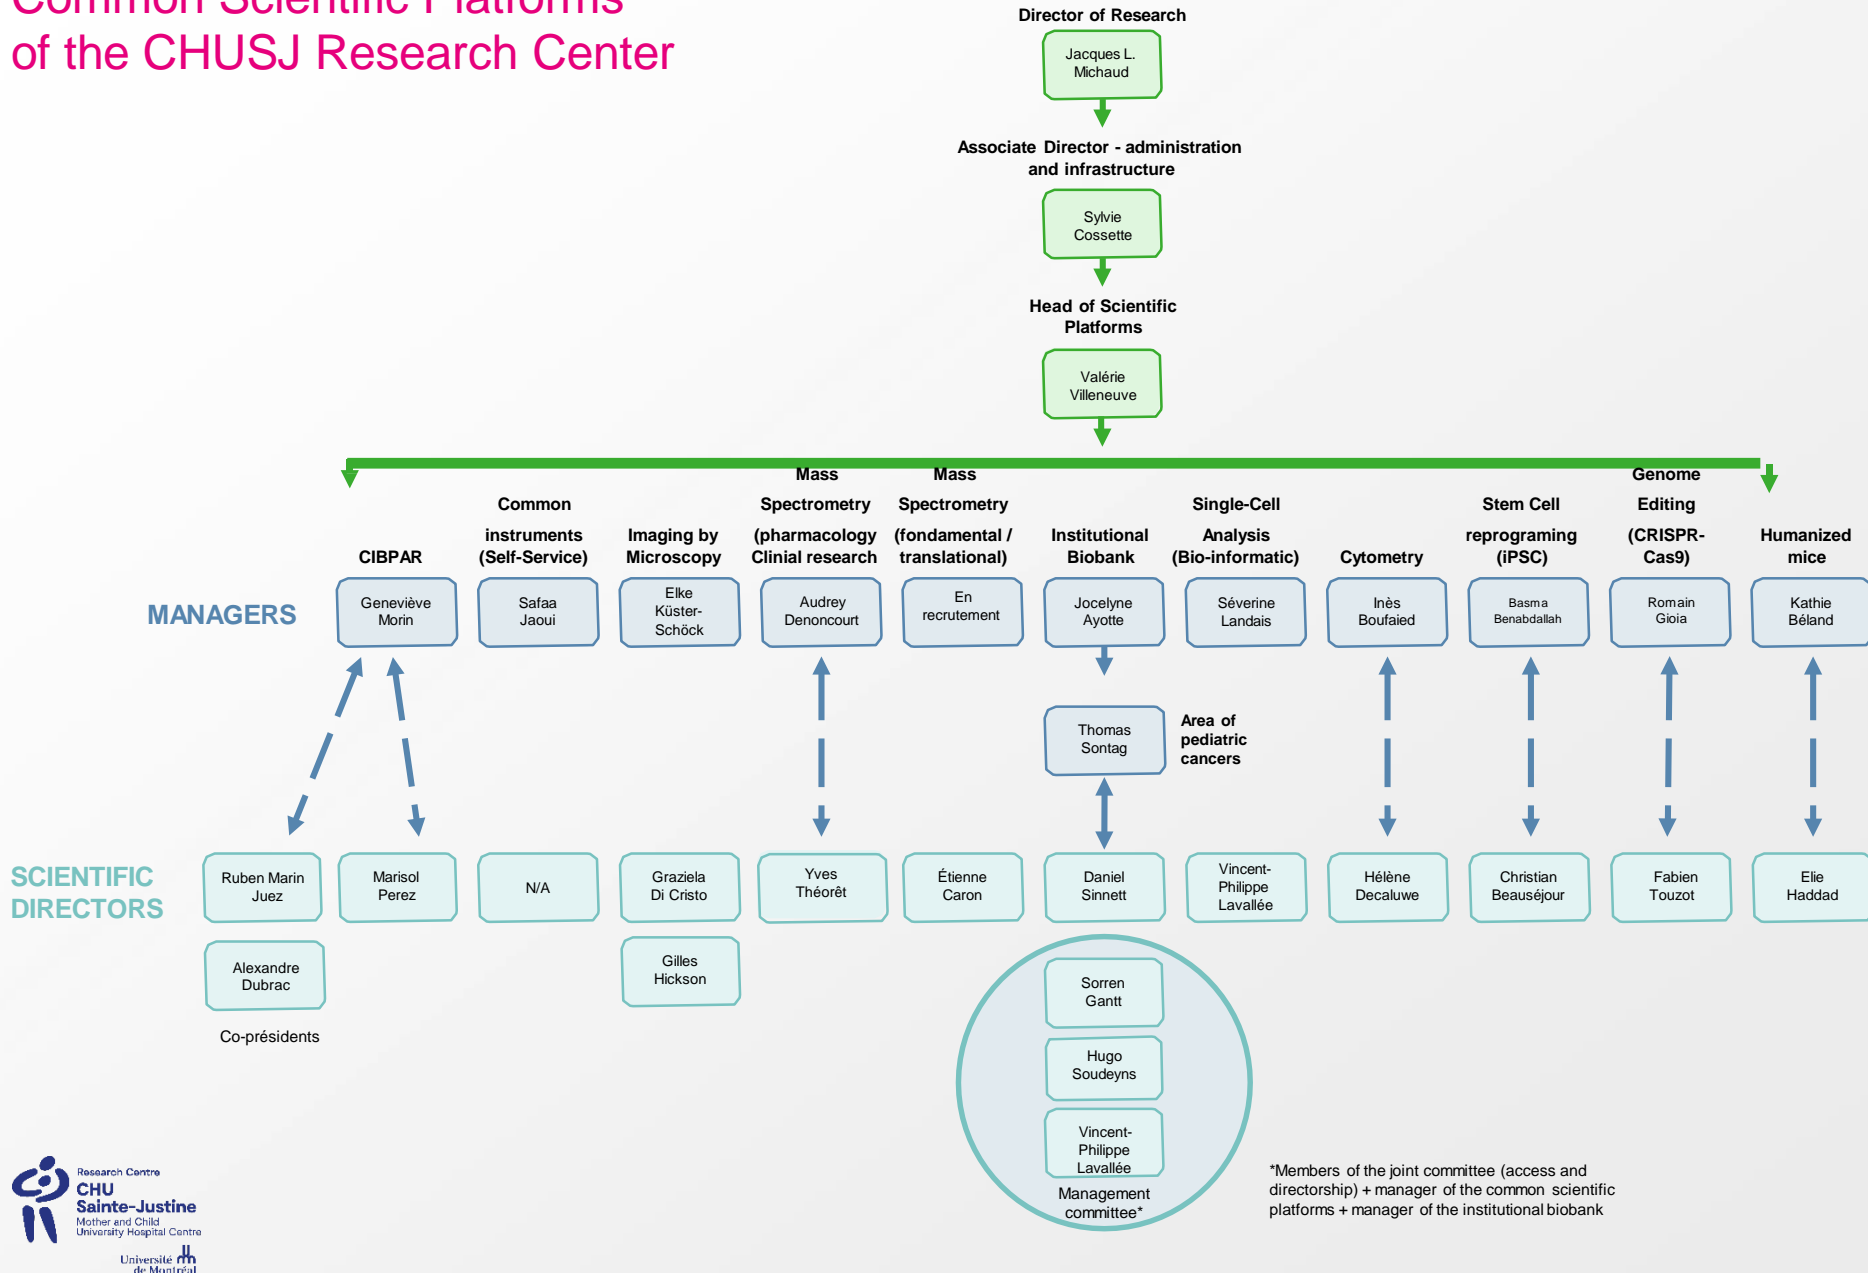 Common Scientific Platforms
of the CHUSJ Research Center
Director of Research
Jacques L.
Michaud
Associate Director - administration
and infrastructure
Sylvie
Cossette
Head of Scientific
Platforms
Valérie
Villeneuve
CIBPAR
Common
instruments
(Self-Service)
Imaging by
Microscopy
Mass
Spectrometry
(pharmacology
Clinial research
Mass
Spectrometry
(fondamental /
translational)
Institutional
Biobank
Single-Cell
Analysis
(Bio-informatic)
Cytometry
Stem Cell
reprograming
(iPSC)
Genome
Editing
(CRISPR-
Cas9)
Humanized
mice
MANAGERS
Geneviève
Morin
Safaa
Jaoui
Elke
Küster-
Schöck
Audrey
Denoncourt
En
recrutement
Jocelyne
Ayotte
Séverine
Landais
Inès
Boufaied
Basma
Benabdallah
Romain
Gioia
Kathie
Béland
Thomas
Sontag
Area of
pediatric
cancers
SCIENTIFIC
DIRECTORS
Ruben Marin
Juez
Marisol
Perez
N/A
Graziela
Di Cristo
Yves
Théorêt
Étienne
Caron
Daniel
Sinnett
Vincent-
Philippe
Lavallée
Hélène
Decaluwe
Christian
Beauséjour
Fabien
Touzot
Elie
Haddad
Alexandre
Dubrac
Co-présidents
Gilles
Hickson
Sorren
Gantt
Hugo
Soudeyns
Vincent-
Philippe
Lavallée
Management
committee*
*Members of the joint committee (access and
directorship) + manager of the common scientific
platforms + manager of the institutional biobank
Research Centre
CHU
Sainte-Justine
Mother and Child
University Hospital Centre
Université
de Montréal